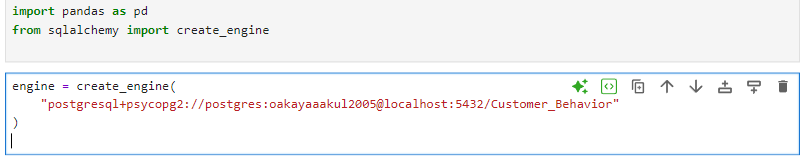 import pandas as pd
from sqlalchemy import create_engine
engine = create_engine(
    "postgresql+psycopg2://postgres:oakayaaakul2005@localhost:5432/Customer_Behavior"
)